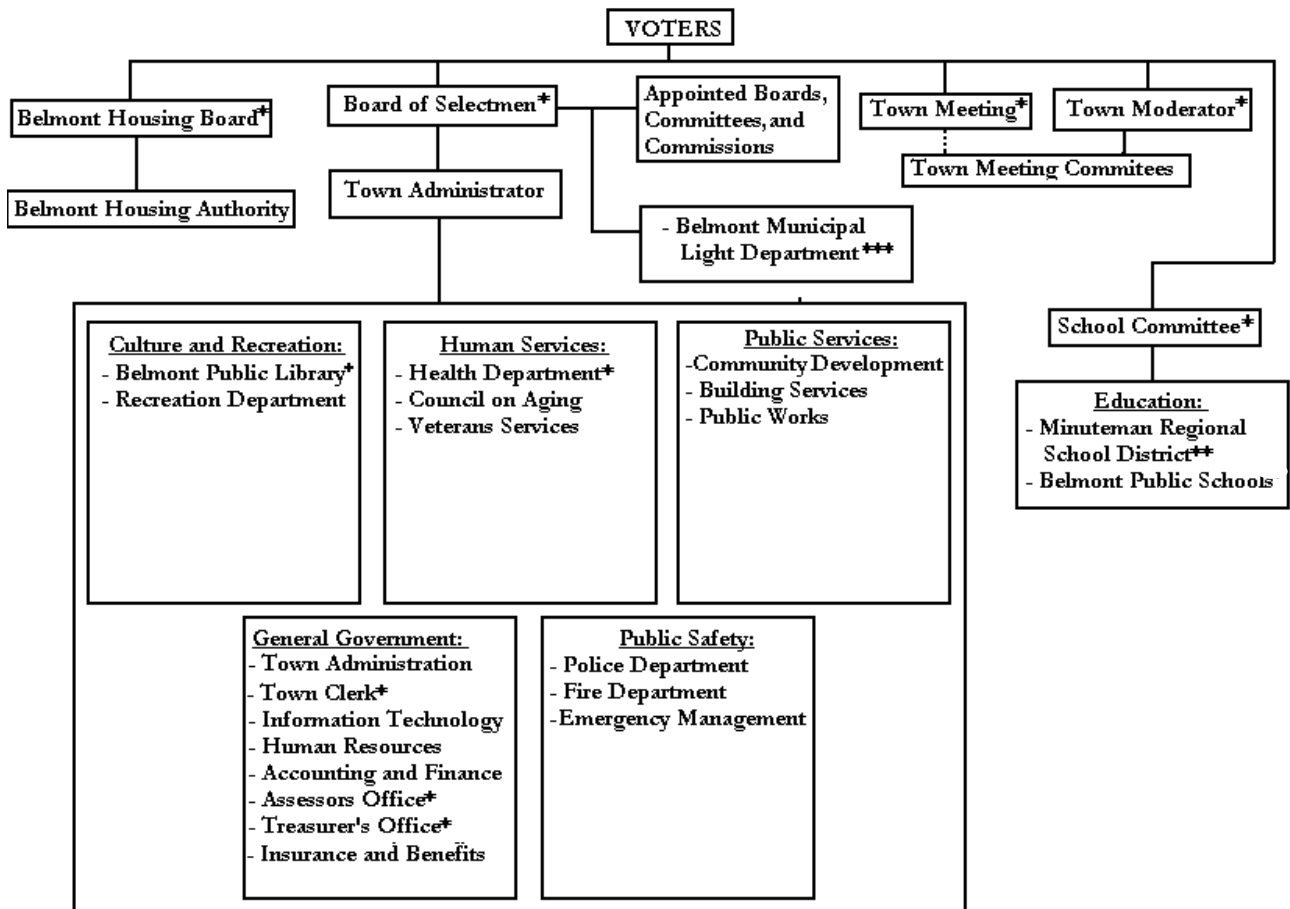 VOTERS
Belmont Housing Board*
Board of Selectmen*
Appointed Boards,
Committees, and
Commissions
Town Meeting*
Town Moderator*
Town Meeting Commitees
Belmont Housing Authority
Town Administrator
- Belmont Municipal
Light Department***
School Committee*
Education:
- Minuteman Regional
School District**
- Belmont Public Schools
Culture and Recreation:
- Belmont Public Library*
- Recreation Department
Human Services:
- Health Department*
- Council on Aging
- Veterans Services
Public Services:
-Community Development
- Building Services
- Public Works
General Government:
- Town Administration
- Town Clerk*
- Information Technology
- Human Resources
- Accounting and Finance
- Assessors Office*
- Treasurer's Office*
- Insurance and Benefits
Public Safety:
- Police Department
- Fire Department
-Emergency Management